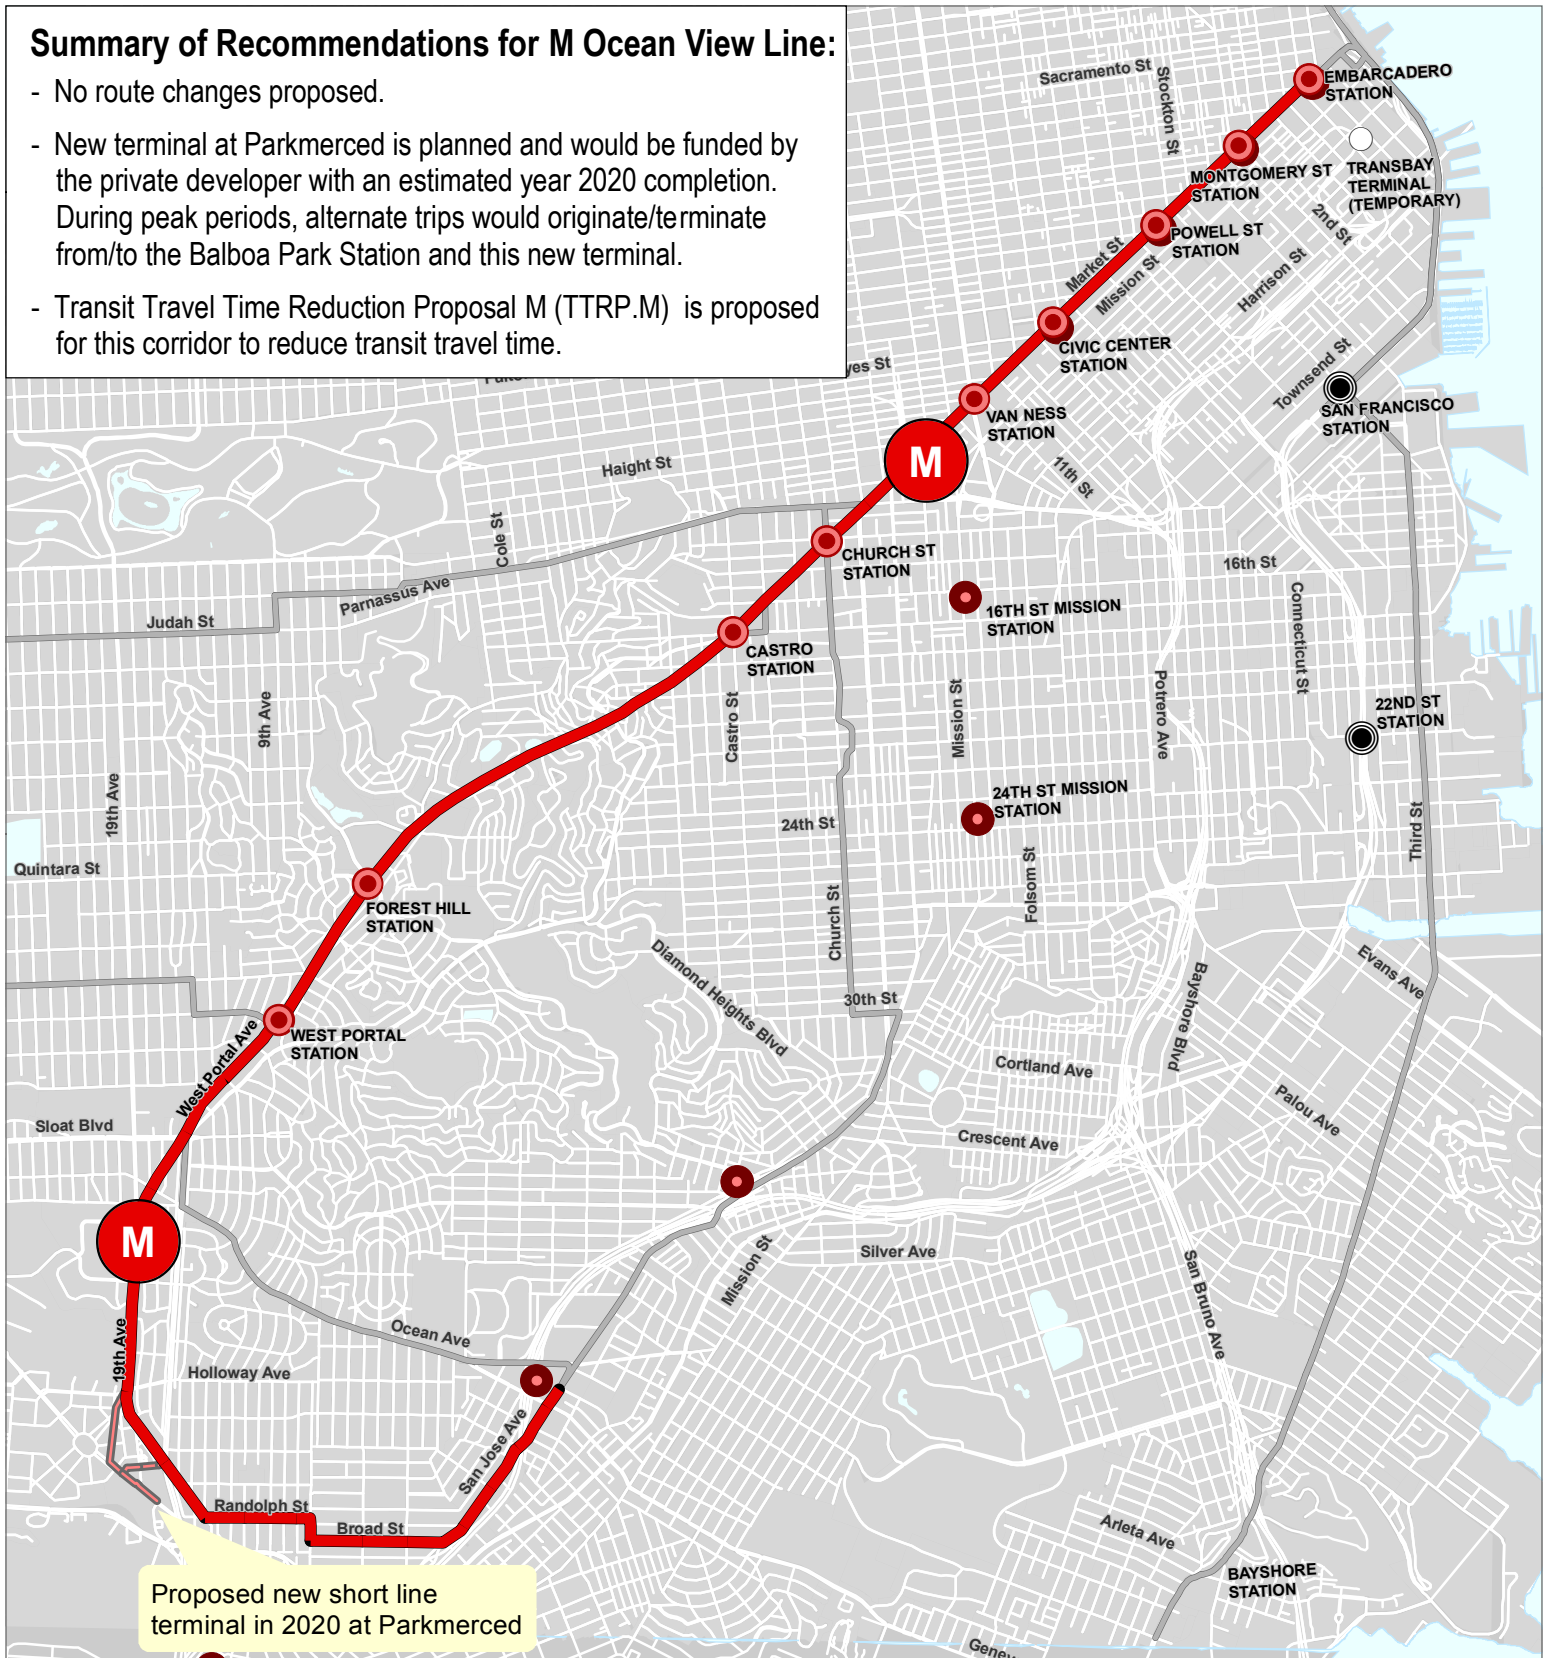 Summary of Recommendations for M Ocean View Line:
- No route changes proposed.
- New terminal at Parkmerced is planned and would be funded by
the private developer with an estimated year 2020 completion.
During peak periods, alternate trips would originate/terminate
from/to the Balboa Park Station and this new terminal.
- Transit Travel Time Reduction Proposal M (TTRP.M) is proposed
for this corridor to reduce transit travel time.
Sacramento St
Stockton St
EMBARCADERO
STATION
MONTGOMERY ST
STATION
TRANSBAY
TERMINAL
(TEMPORARY)
2nd St
POWELL ST
STATION
Market St
Mission St
Harrison St
CIVIC CENTER
STATION
Townsend St
SAN FRANCISCO
STATION
yes St
VAN NESS
STATION
M
11th St
Haight St
Cole St
CHURCH ST
STATION
16th St
Parnassus Ave
Judah St
16TH ST MISSION
STATION
Connecticut St
CASTRO
STATION
9th Ave
Castro St
Mission St
Potrero Ave
22ND ST
STATION
19th Ave
24TH ST MISSION
STATION
24th St
Third St
Quintara St
FOREST HILL
STATION
Church St
Folsom St
Diamond Heights Blvd
30th St
Bayshore Blvd
Evans Ave
WEST PORTAL
STATION
West Portal Ave
Cortland Ave
Palou Ave
Sloat Blvd
Crescent Ave
M
Mission St
Silver Ave
San Bruno Ave
Ocean Ave
19th Ave
Holloway Ave
San Jose Ave
Randolph St
Broad St
Arleta Ave
BAYSHORE
STATION
Proposed new short line
terminal in 2020 at Parkmerced
Genev